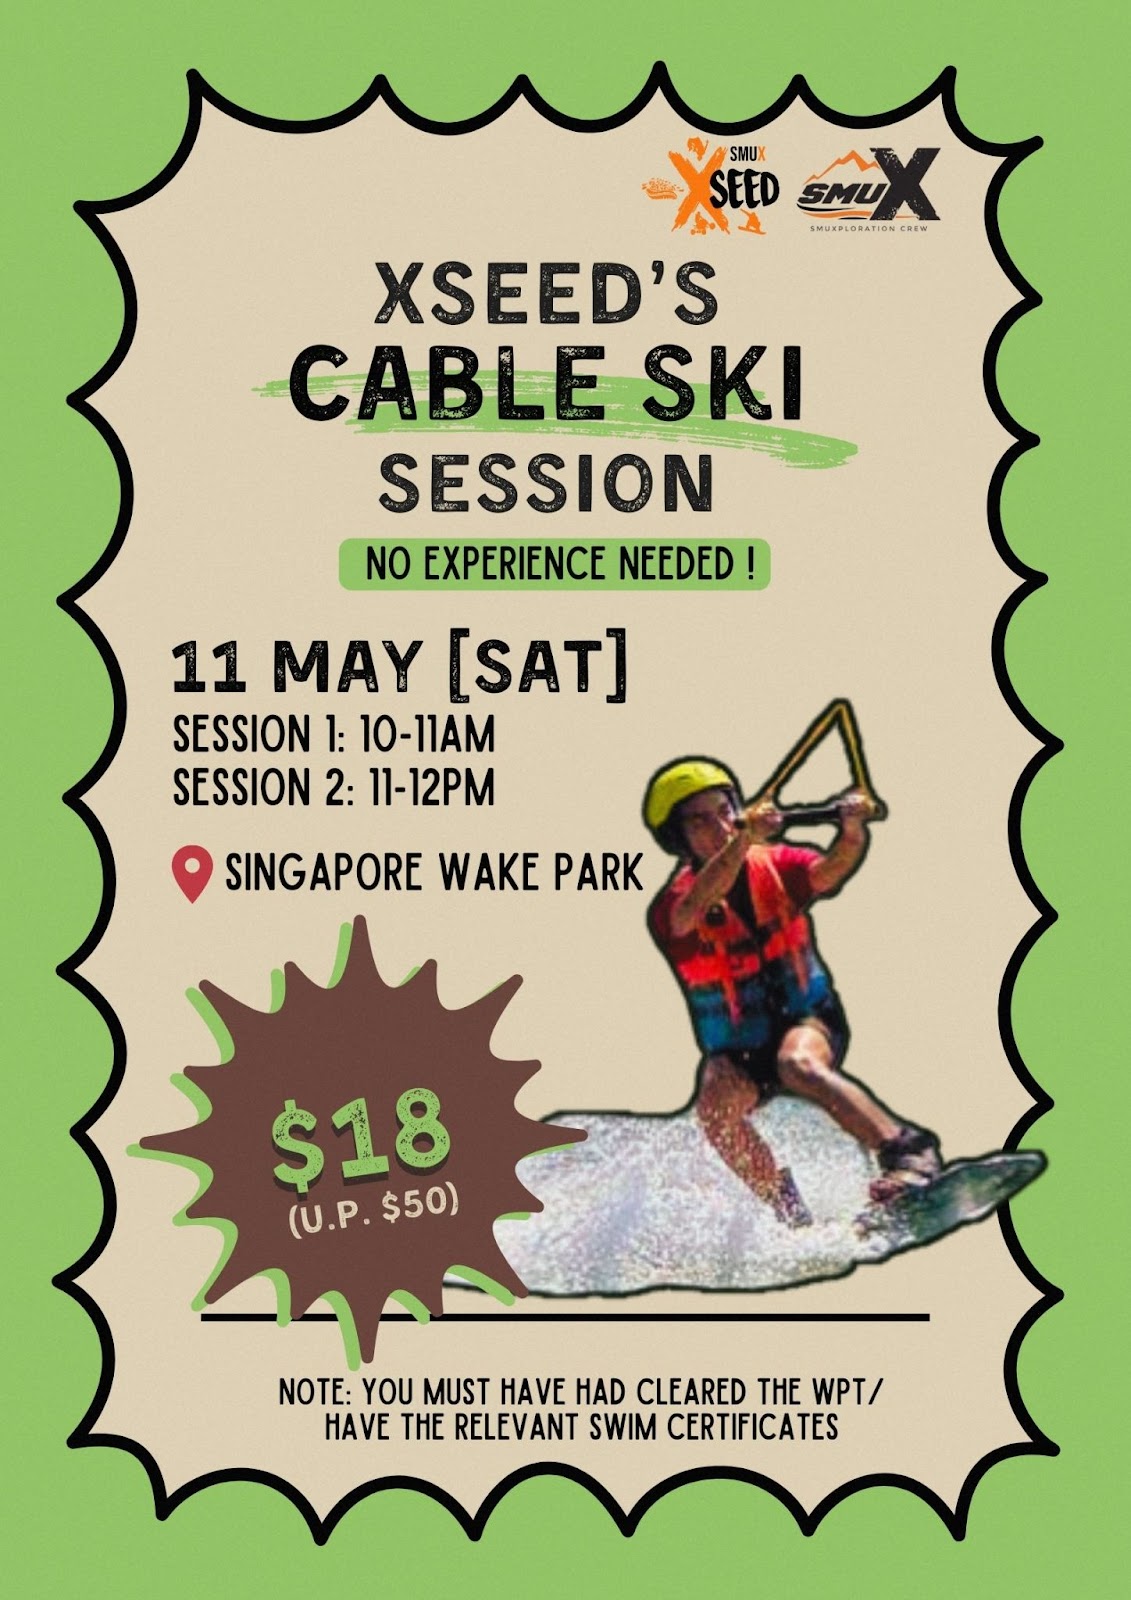 SMUX
XSEED
SMUX
SMUXPLORATION CREW
XSEED'S
CABLE SKI
SESSION
NO EXPERIENCE NEEDED !
11 MAY [SAT]
SESSION 1: 10-11AM
SESSION 2: 11-12PM
SINGAPORE WAKE PARK
$18
(U.P. $50)
NOTE: YOU MUST HAVE HAD CLEARED THE WPT/
HAVE THE RELEVANT SWIM CERTIFICATES